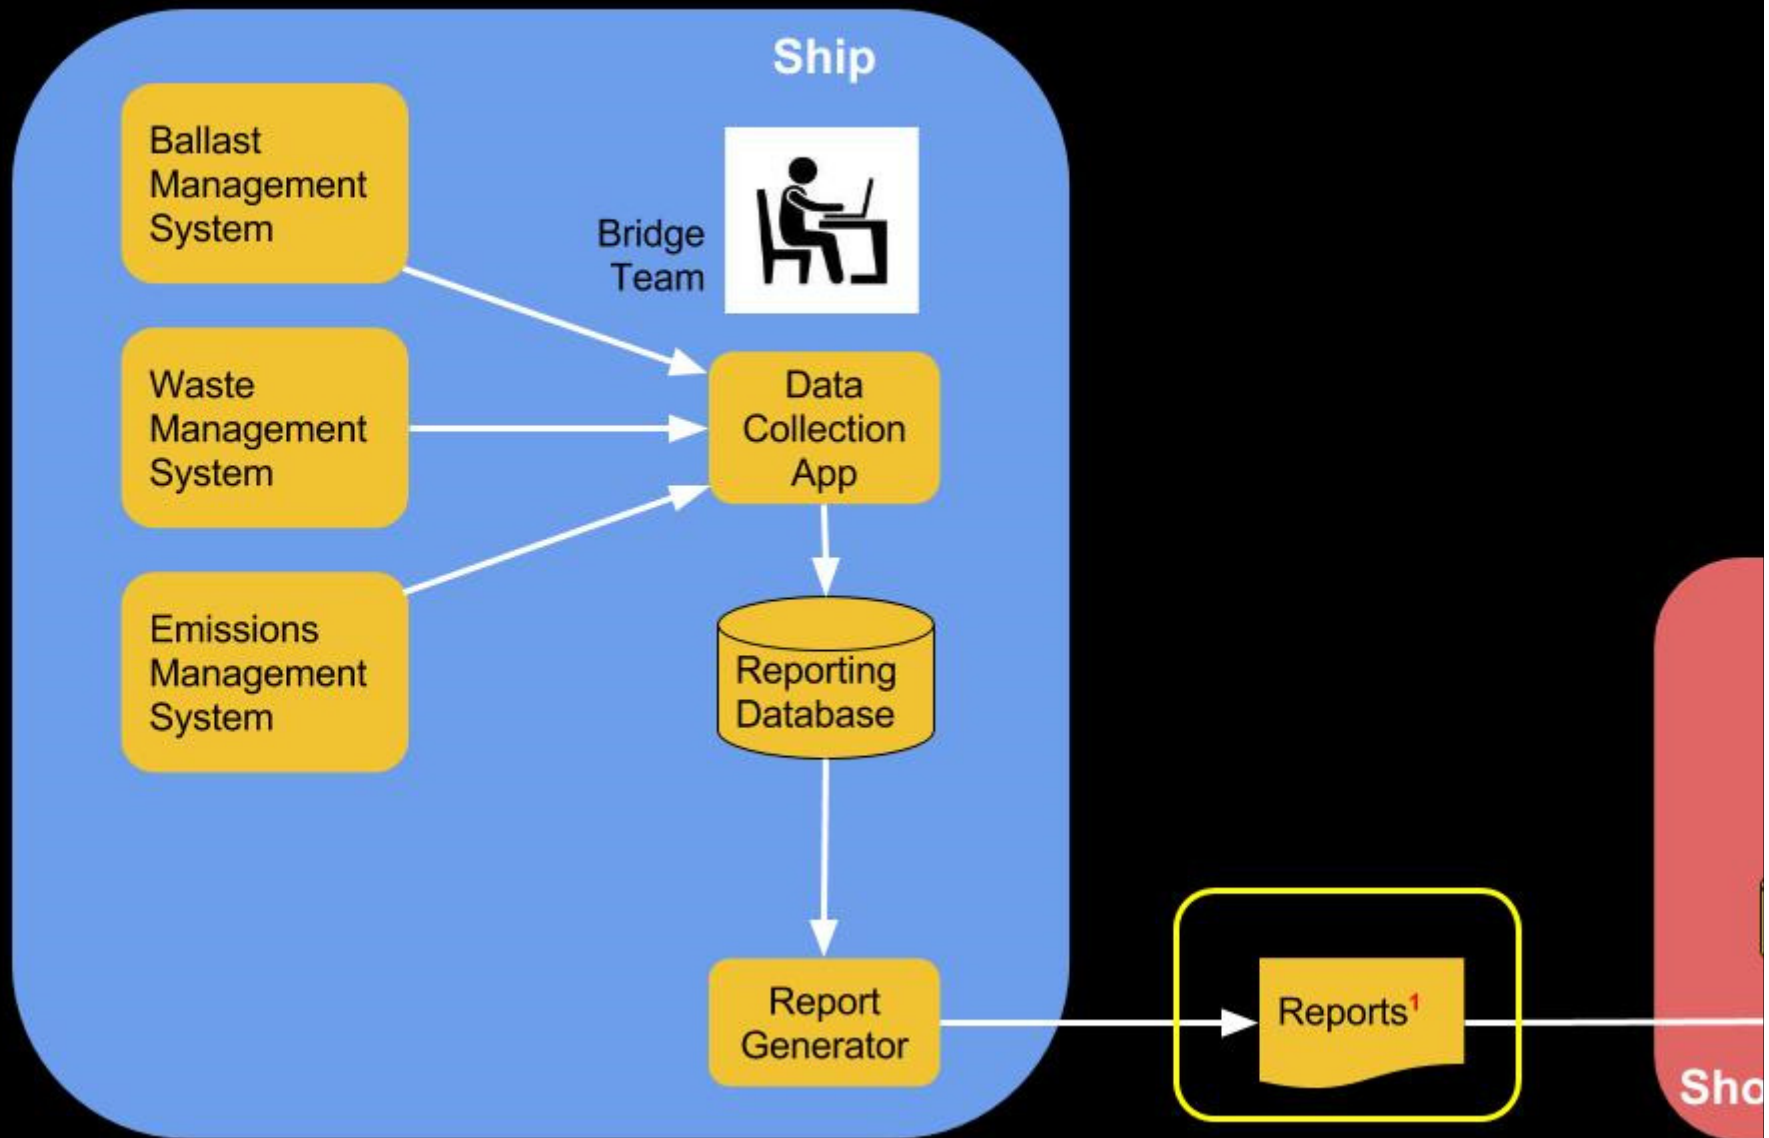 Ship
Ballast
Management
System
Bridge
Team
Waste
Management
System
Data
Collection
App
Emissions
Management
System
Reporting
Database
Report
Generator
Reports¹
Sho